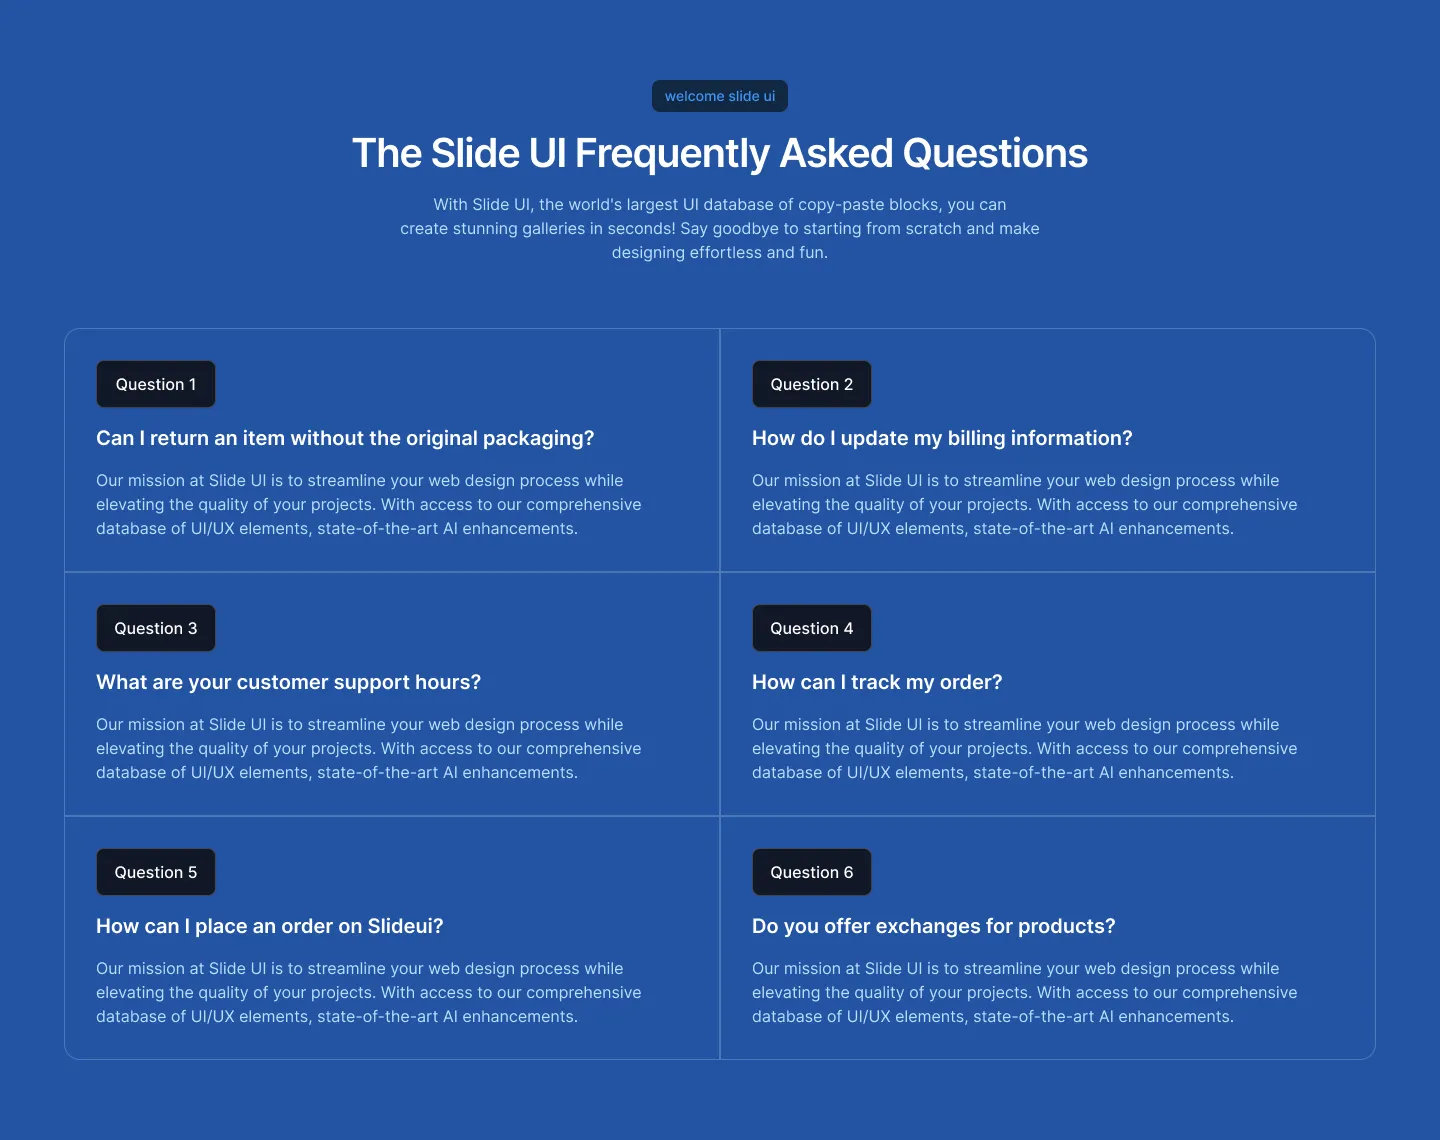 welcome slide ui
The Slide UI Frequently Asked Questions
With Slide UI, the world's largest UI database of copy-paste blocks, you can
create stunning galleries in seconds! Say goodbye to starting from scratch and make
designing effortless and fun.
Question 1
Can I return an item without the original packaging?
Our mission at Slide UI is to streamline your web design process while
elevating the quality of your projects. With access to our comprehensive
database of UI/UX elements, state-of-the-art AI enhancements.
Question 2
How do I update my billing information?
Our mission at Slide UI is to streamline your web design process while
elevating the quality of your projects. With access to our comprehensive
database of UI/UX elements, state-of-the-art AI enhancements.
Question 3
What are your customer support hours?
Our mission at Slide UI is to streamline your web design process while
elevating the quality of your projects. With access to our comprehensive
database of UI/UX elements, state-of-the-art AI enhancements.
Question 4
How can I track my order?
Our mission at Slide UI is to streamline your web design process while
elevating the quality of your projects. With access to our comprehensive
database of UI/UX elements, state-of-the-art AI enhancements.
Question 5
How can I place an order on Slideui?
Our mission at Slide UI is to streamline your web design process while
elevating the quality of your projects. With access to our comprehensive
database of UI/UX elements, state-of-the-art AI enhancements.
Question 6
Do you offer exchanges for products?
Our mission at Slide UI is to streamline your web design process while
elevating the quality of your projects. With access to our comprehensive
database of UI/UX elements, state-of-the-art AI enhancements.